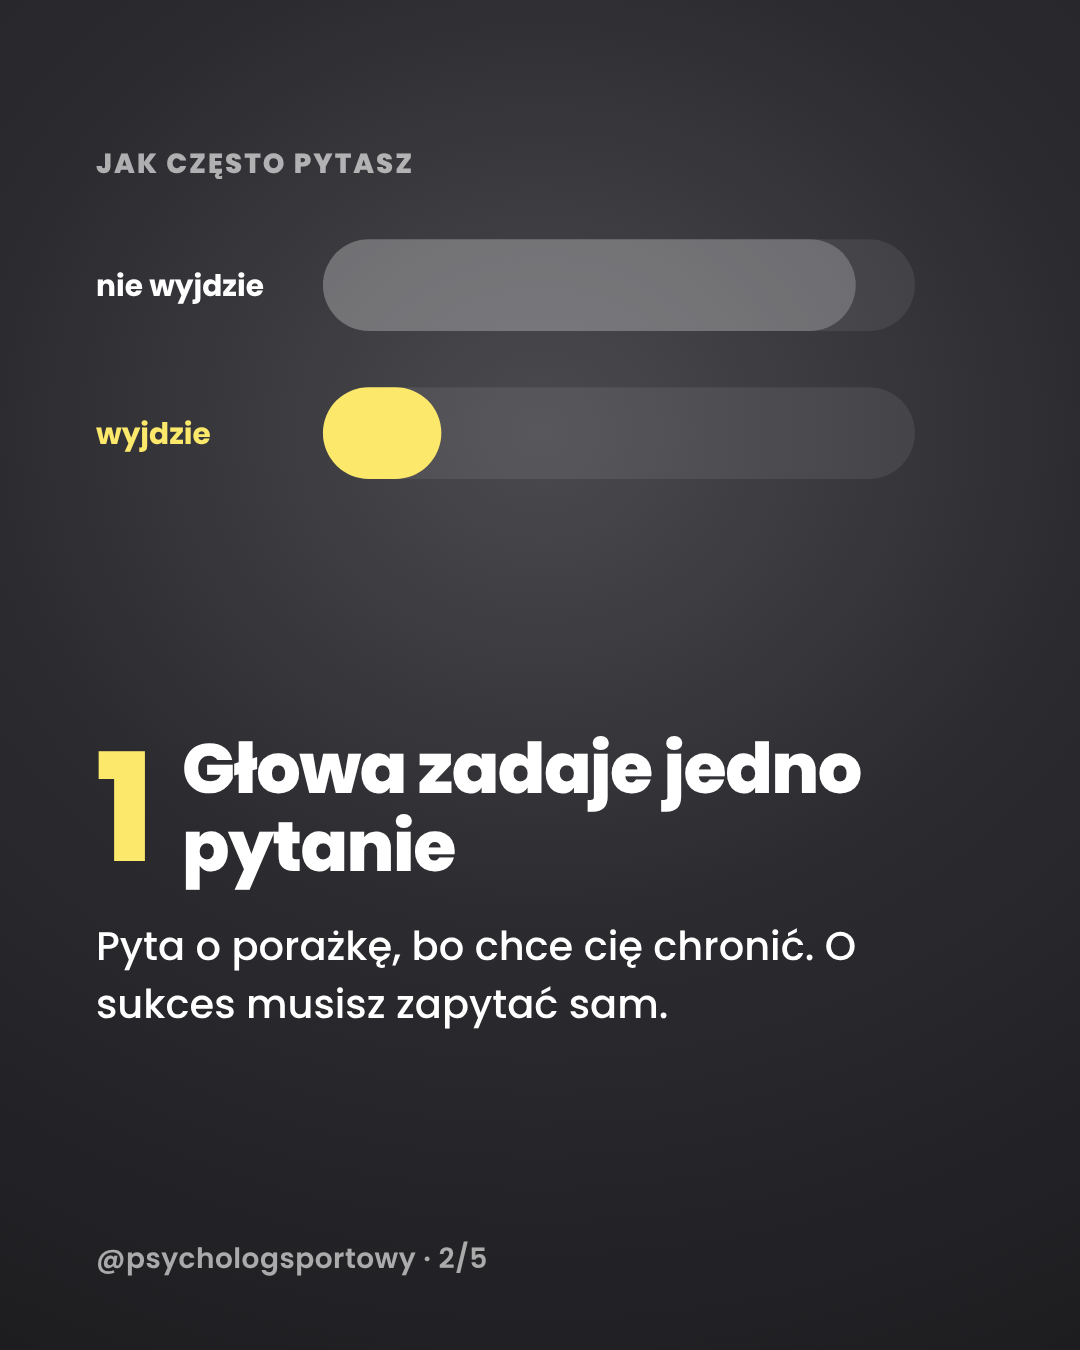 JAK CZĘSTO PYTASZ
nie wyjdzie
wyjdzie
1 Głowa zadaje jedno
pytanie
Pyta o porażkę, bo chce cię chronić. O
sukces musisz zapytać sam.
@psychologsportowy · 2/5